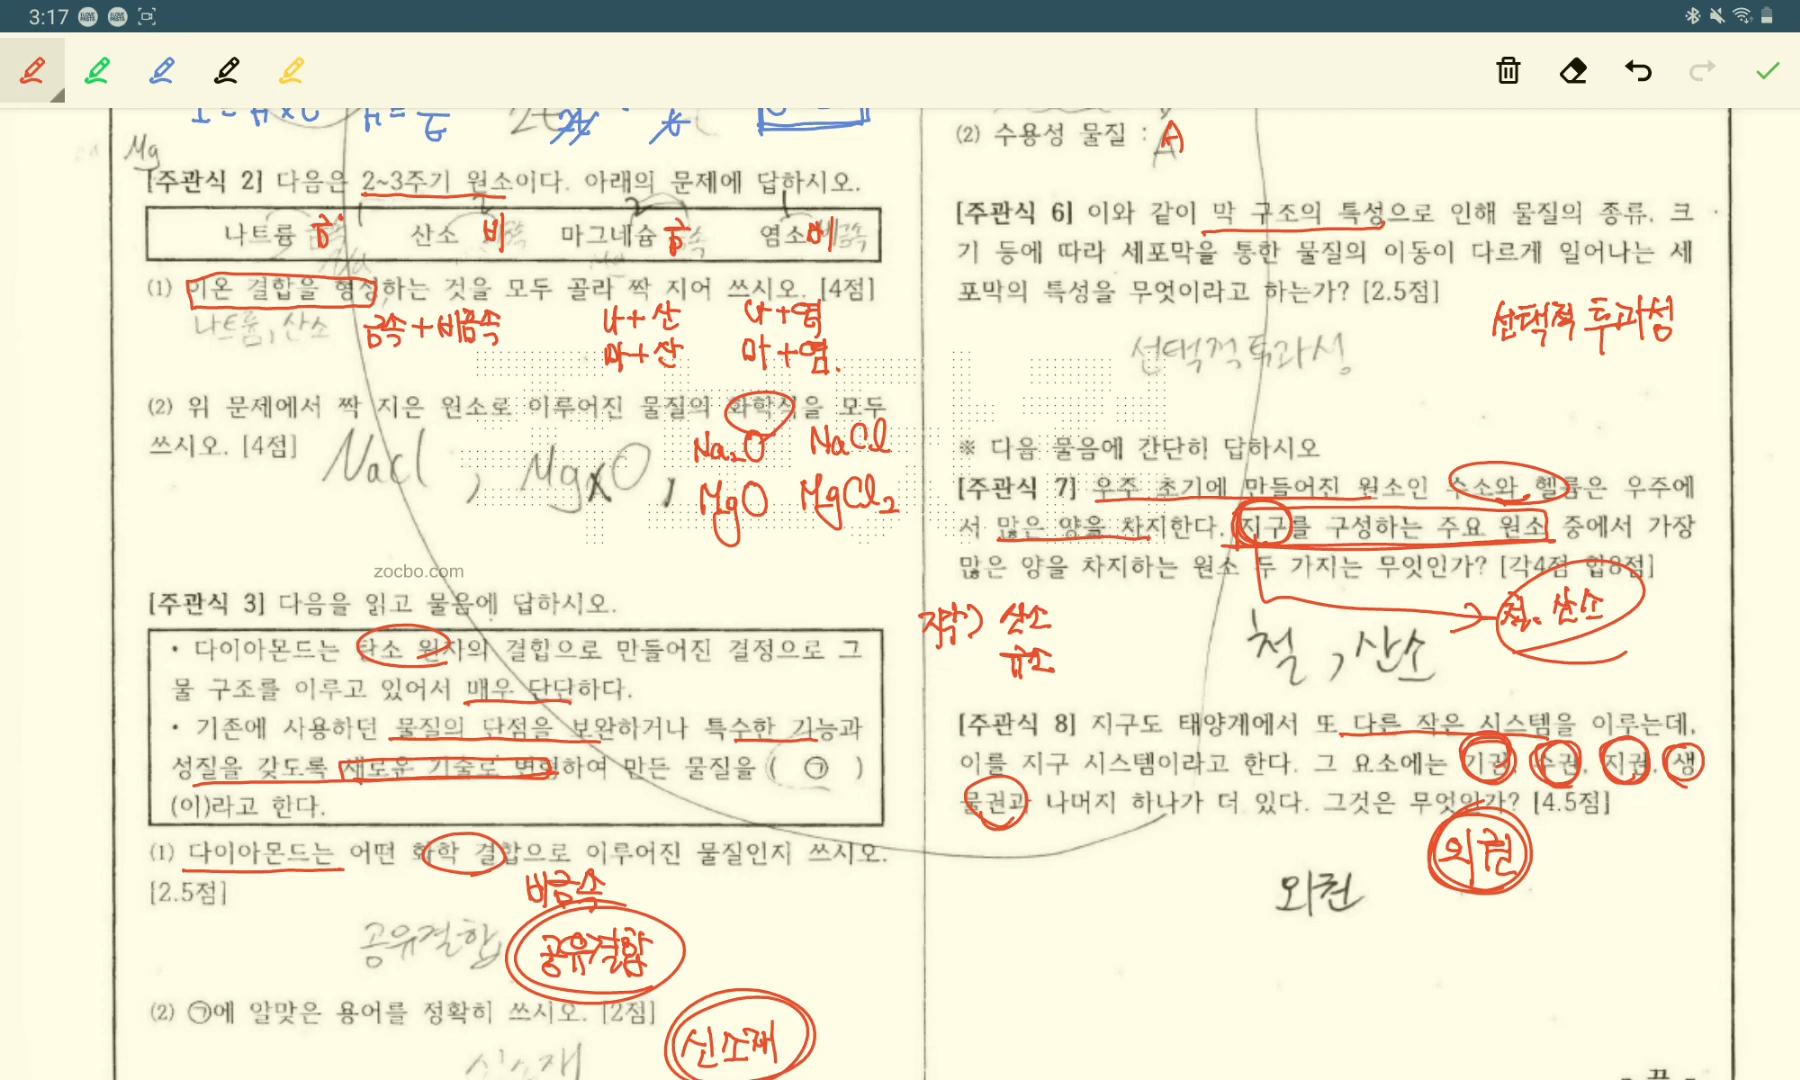 3:17
Mg
[주관식 2] 다음은 2~3주기 원소이다. 아래의 문제에 답하시오.
나트륨 금 산소 비 마그네슘 금 염소 비
(1) 이온 결합을 형성하는 것을 모두 골라 짝 지어 쓰시오. [4점]
나트륨, 산소 금속+비금속
나+산 나+염
마+산 마+염.
(2) 위 문제에서 짝 지은 원소로 이루어진 물질의 화학식을 모두
쓰시오. [4점]
NaCl , MgxO ,
Na₂O NaCl
MgO MgCl₂
zocbo.com
[주관식 3] 다음을 읽고 물음에 답하시오.
• 다이아몬드는 탄소 원자의 결합으로 만들어진 결정으로 그
물 구조를 이루고 있어서 매우 단단하다.
• 기존에 사용하던 물질의 단점을 보완하거나 특수한 기능과
성질을 갖도록 새로운 기술로 변형하여 만든 물질을 ( ㉠ )
(이)라고 한다.
(1) 다이아몬드는 어떤 화학 결합으로 이루어진 물질인지 쓰시오.
[2.5점]
비금속
공유결합 공유결합
(2) ㉠에 알맞은 용어를 정확히 쓰시오. [2점]
신소재
신소재
(2) 수용성 물질 : A
[주관식 6] 이와 같이 막 구조의 특성으로 인해 물질의 종류, 크
기 등에 따라 세포막을 통한 물질의 이동이 다르게 일어나는 세
포막의 특성을 무엇이라고 하는가? [2.5점]
선택적 투과성
선택적투과성
※ 다음 물음에 간단히 답하시오
[주관식 7] 우주 초기에 만들어진 원소인 수소와 헬륨은 우주에
서 많은 양을 차지한다. 지구를 구성하는 주요 원소 중에서 가장
많은 양을 차지하는 원소 두 가지는 무엇인가? [각4점 합8점]
철, 산소
지각) 산소
규소
철, 산소
[주관식 8] 지구도 태양계에서 또 다른 작은 시스템을 이루는데,
이를 지구 시스템이라고 한다. 그 요소에는 기권, 수권, 지권, 생
물권과 나머지 하나가 더 있다. 그것은 무엇인가? [4.5점]
외권
외권
- 끝 -